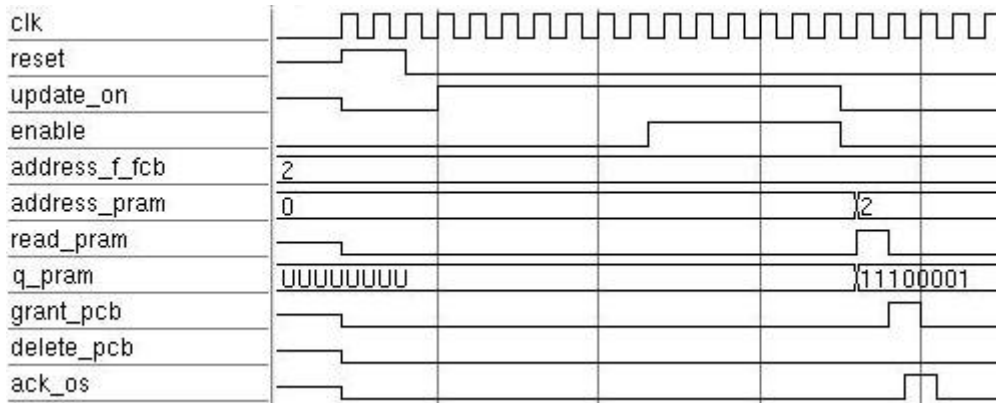 clk
reset
update_on
enable
address_f_fcb 2
address_pram 0 2
read_pram
q_pram UUUUUUUU 11100001
grant_pcb
delete_pcb
ack_os